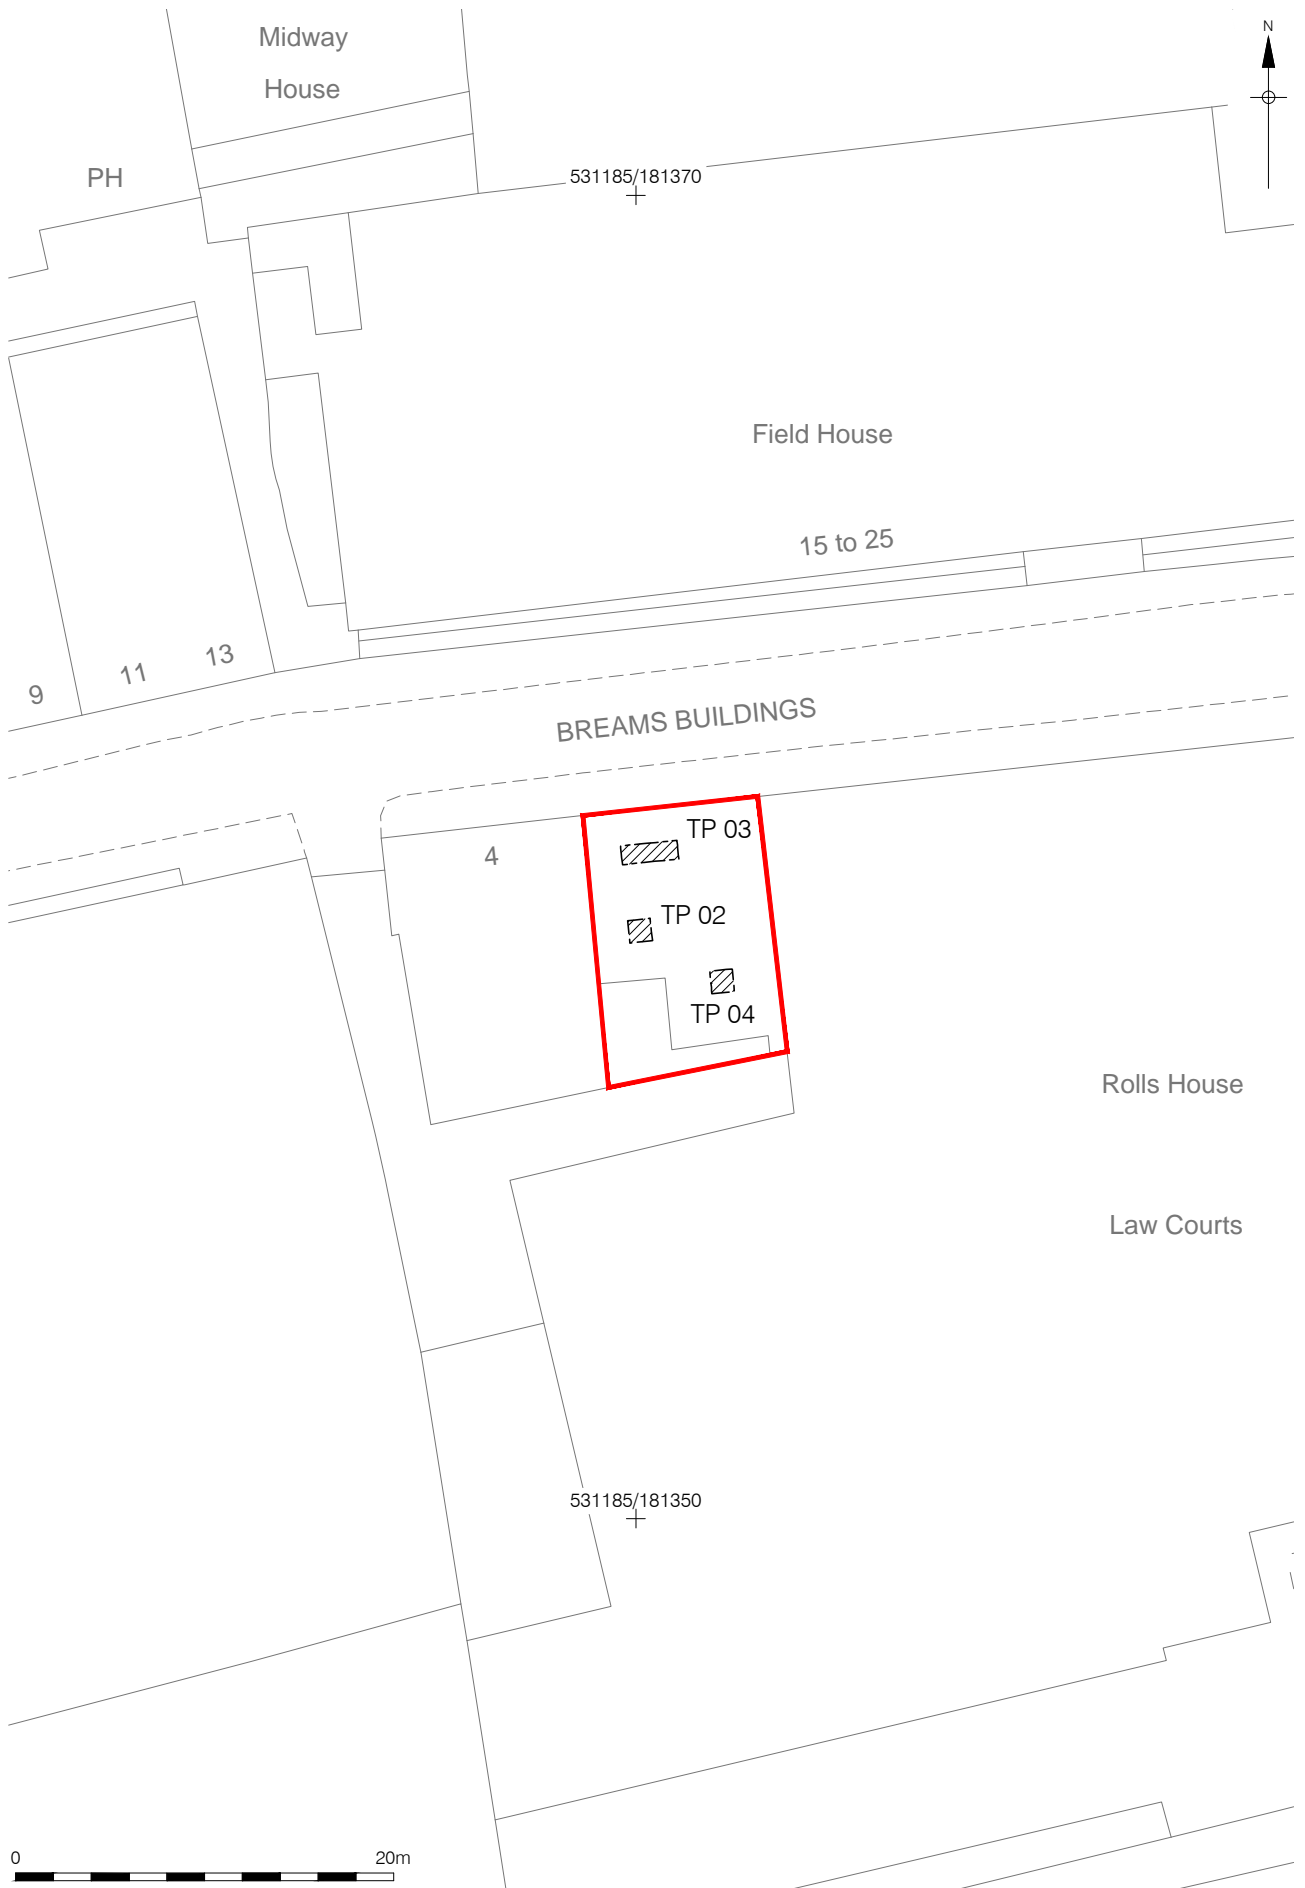 Midway
House
N
PH
531185/181370
Field House
15 to 25
13
11
9
BREAMS BUILDINGS
4
TP 03
TP 02
TP 04
Rolls House
Law Courts
531185/181350
0
20m